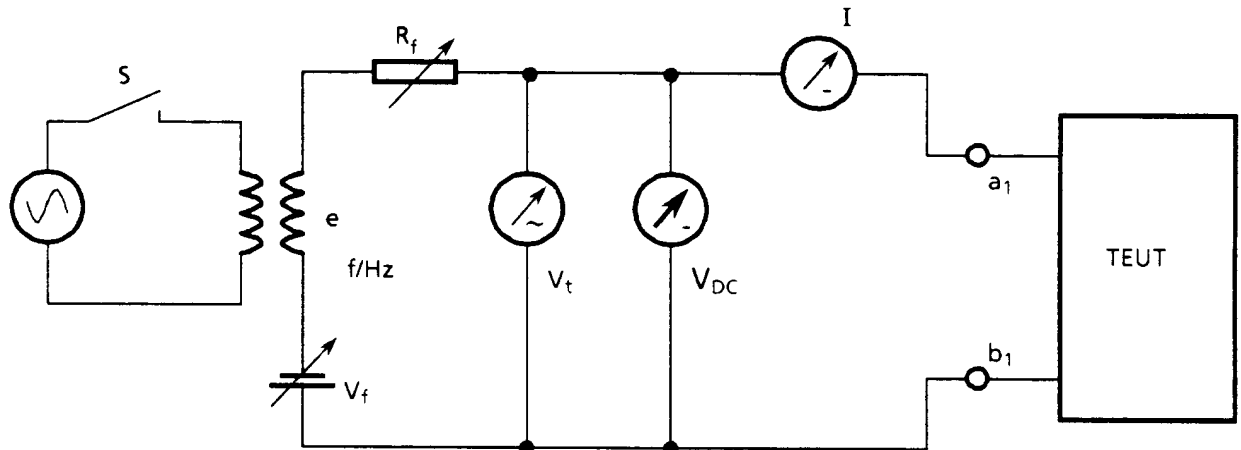 I
R_f
S
a_1
e
TEUT
f/Hz
V_t
V_DC
b_1
V_f